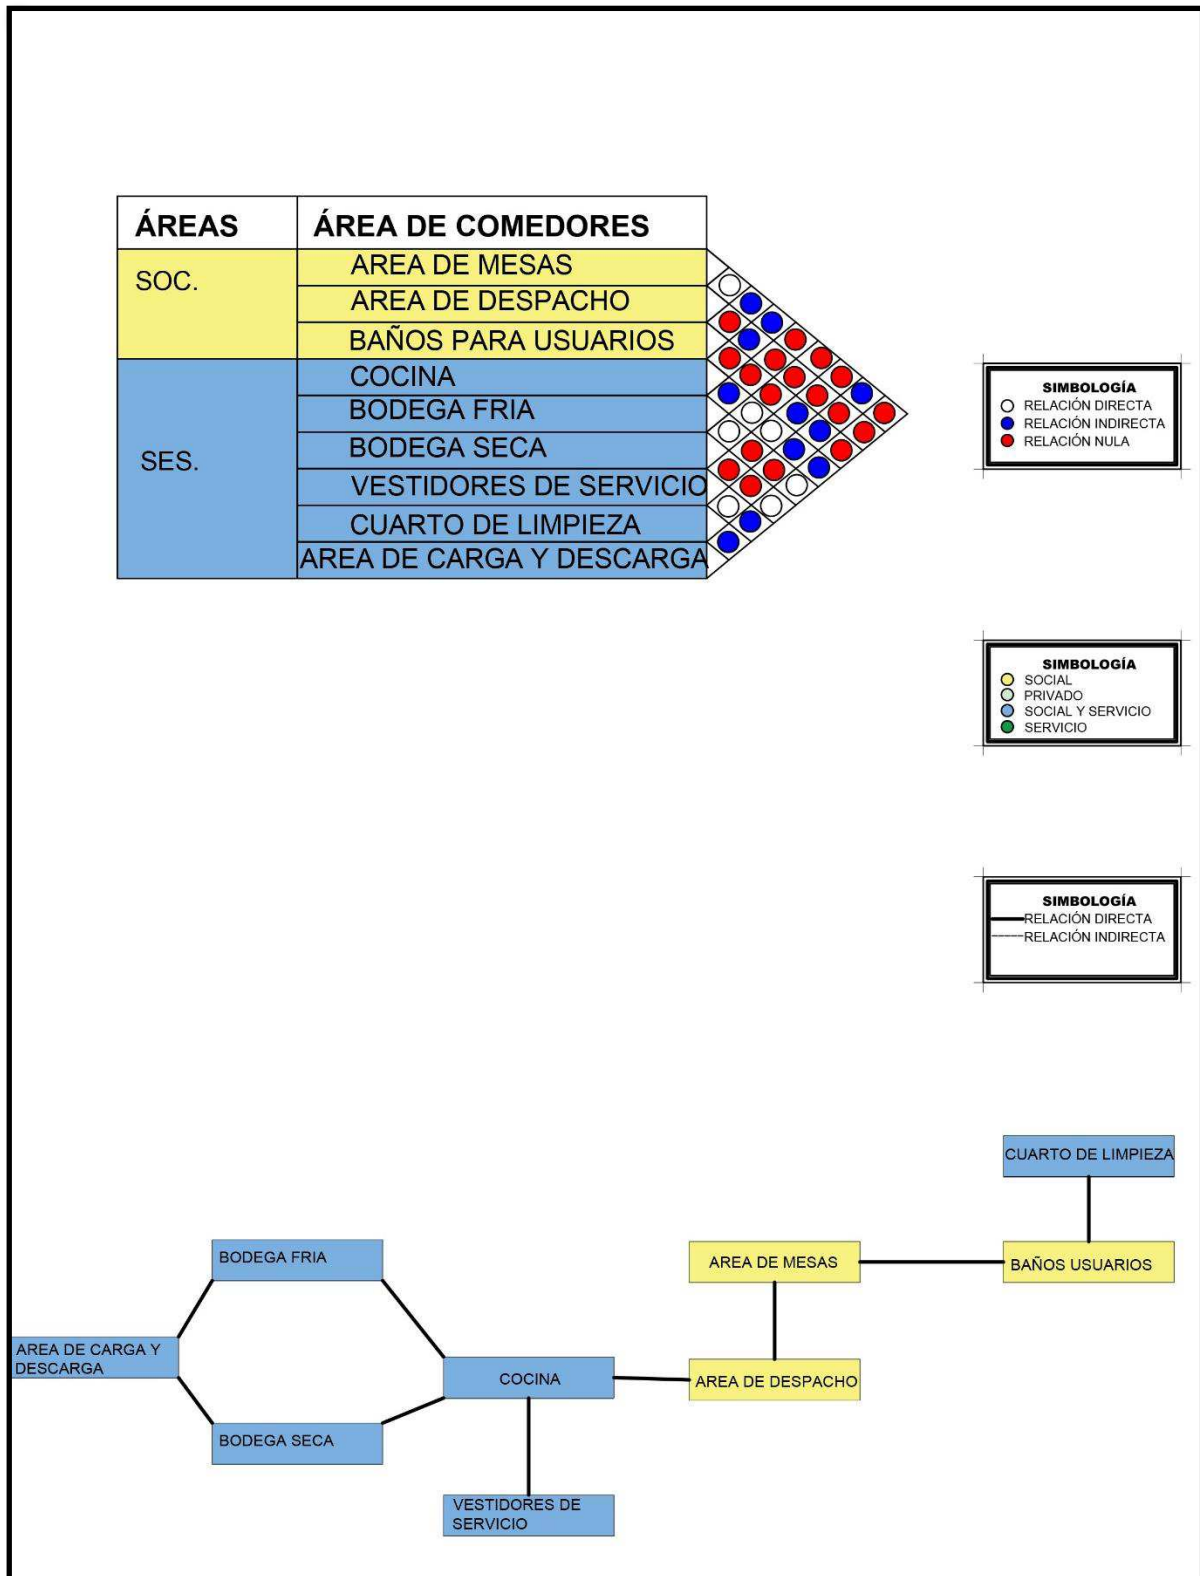 ÁREAS
ÁREA DE COMEDORES
SOC.
AREA DE MESAS
AREA DE DESPACHO
BAÑOS PARA USUARIOS
SES.
COCINA
BODEGA FRIA
BODEGA SECA
VESTIDORES DE SERVICIO
CUARTO DE LIMPIEZA
AREA DE CARGA Y DESCARGA
SIMBOLOGÍA
RELACIÓN DIRECTA
RELACIÓN INDIRECTA
RELACIÓN NULA
SIMBOLOGÍA
SOCIAL
PRIVADO
SOCIAL Y SERVICIO
SERVICIO
SIMBOLOGÍA
RELACIÓN DIRECTA
RELACIÓN INDIRECTA
CUARTO DE LIMPIEZA
BODEGA FRIA
AREA DE MESAS
BAÑOS USUARIOS
AREA DE CARGA Y
DESCARGA
COCINA
AREA DE DESPACHO
BODEGA SECA
VESTIDORES DE
SERVICIO